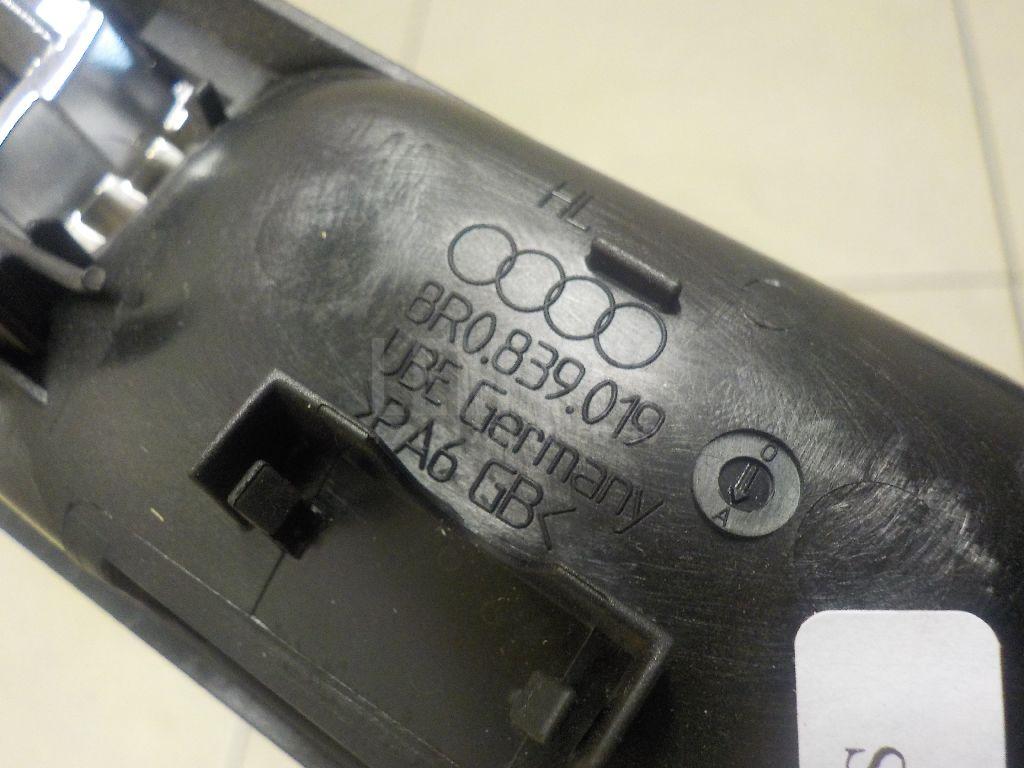 HL
8R0.839.019
UBE Germany
>PA6 GB<
O
A
S